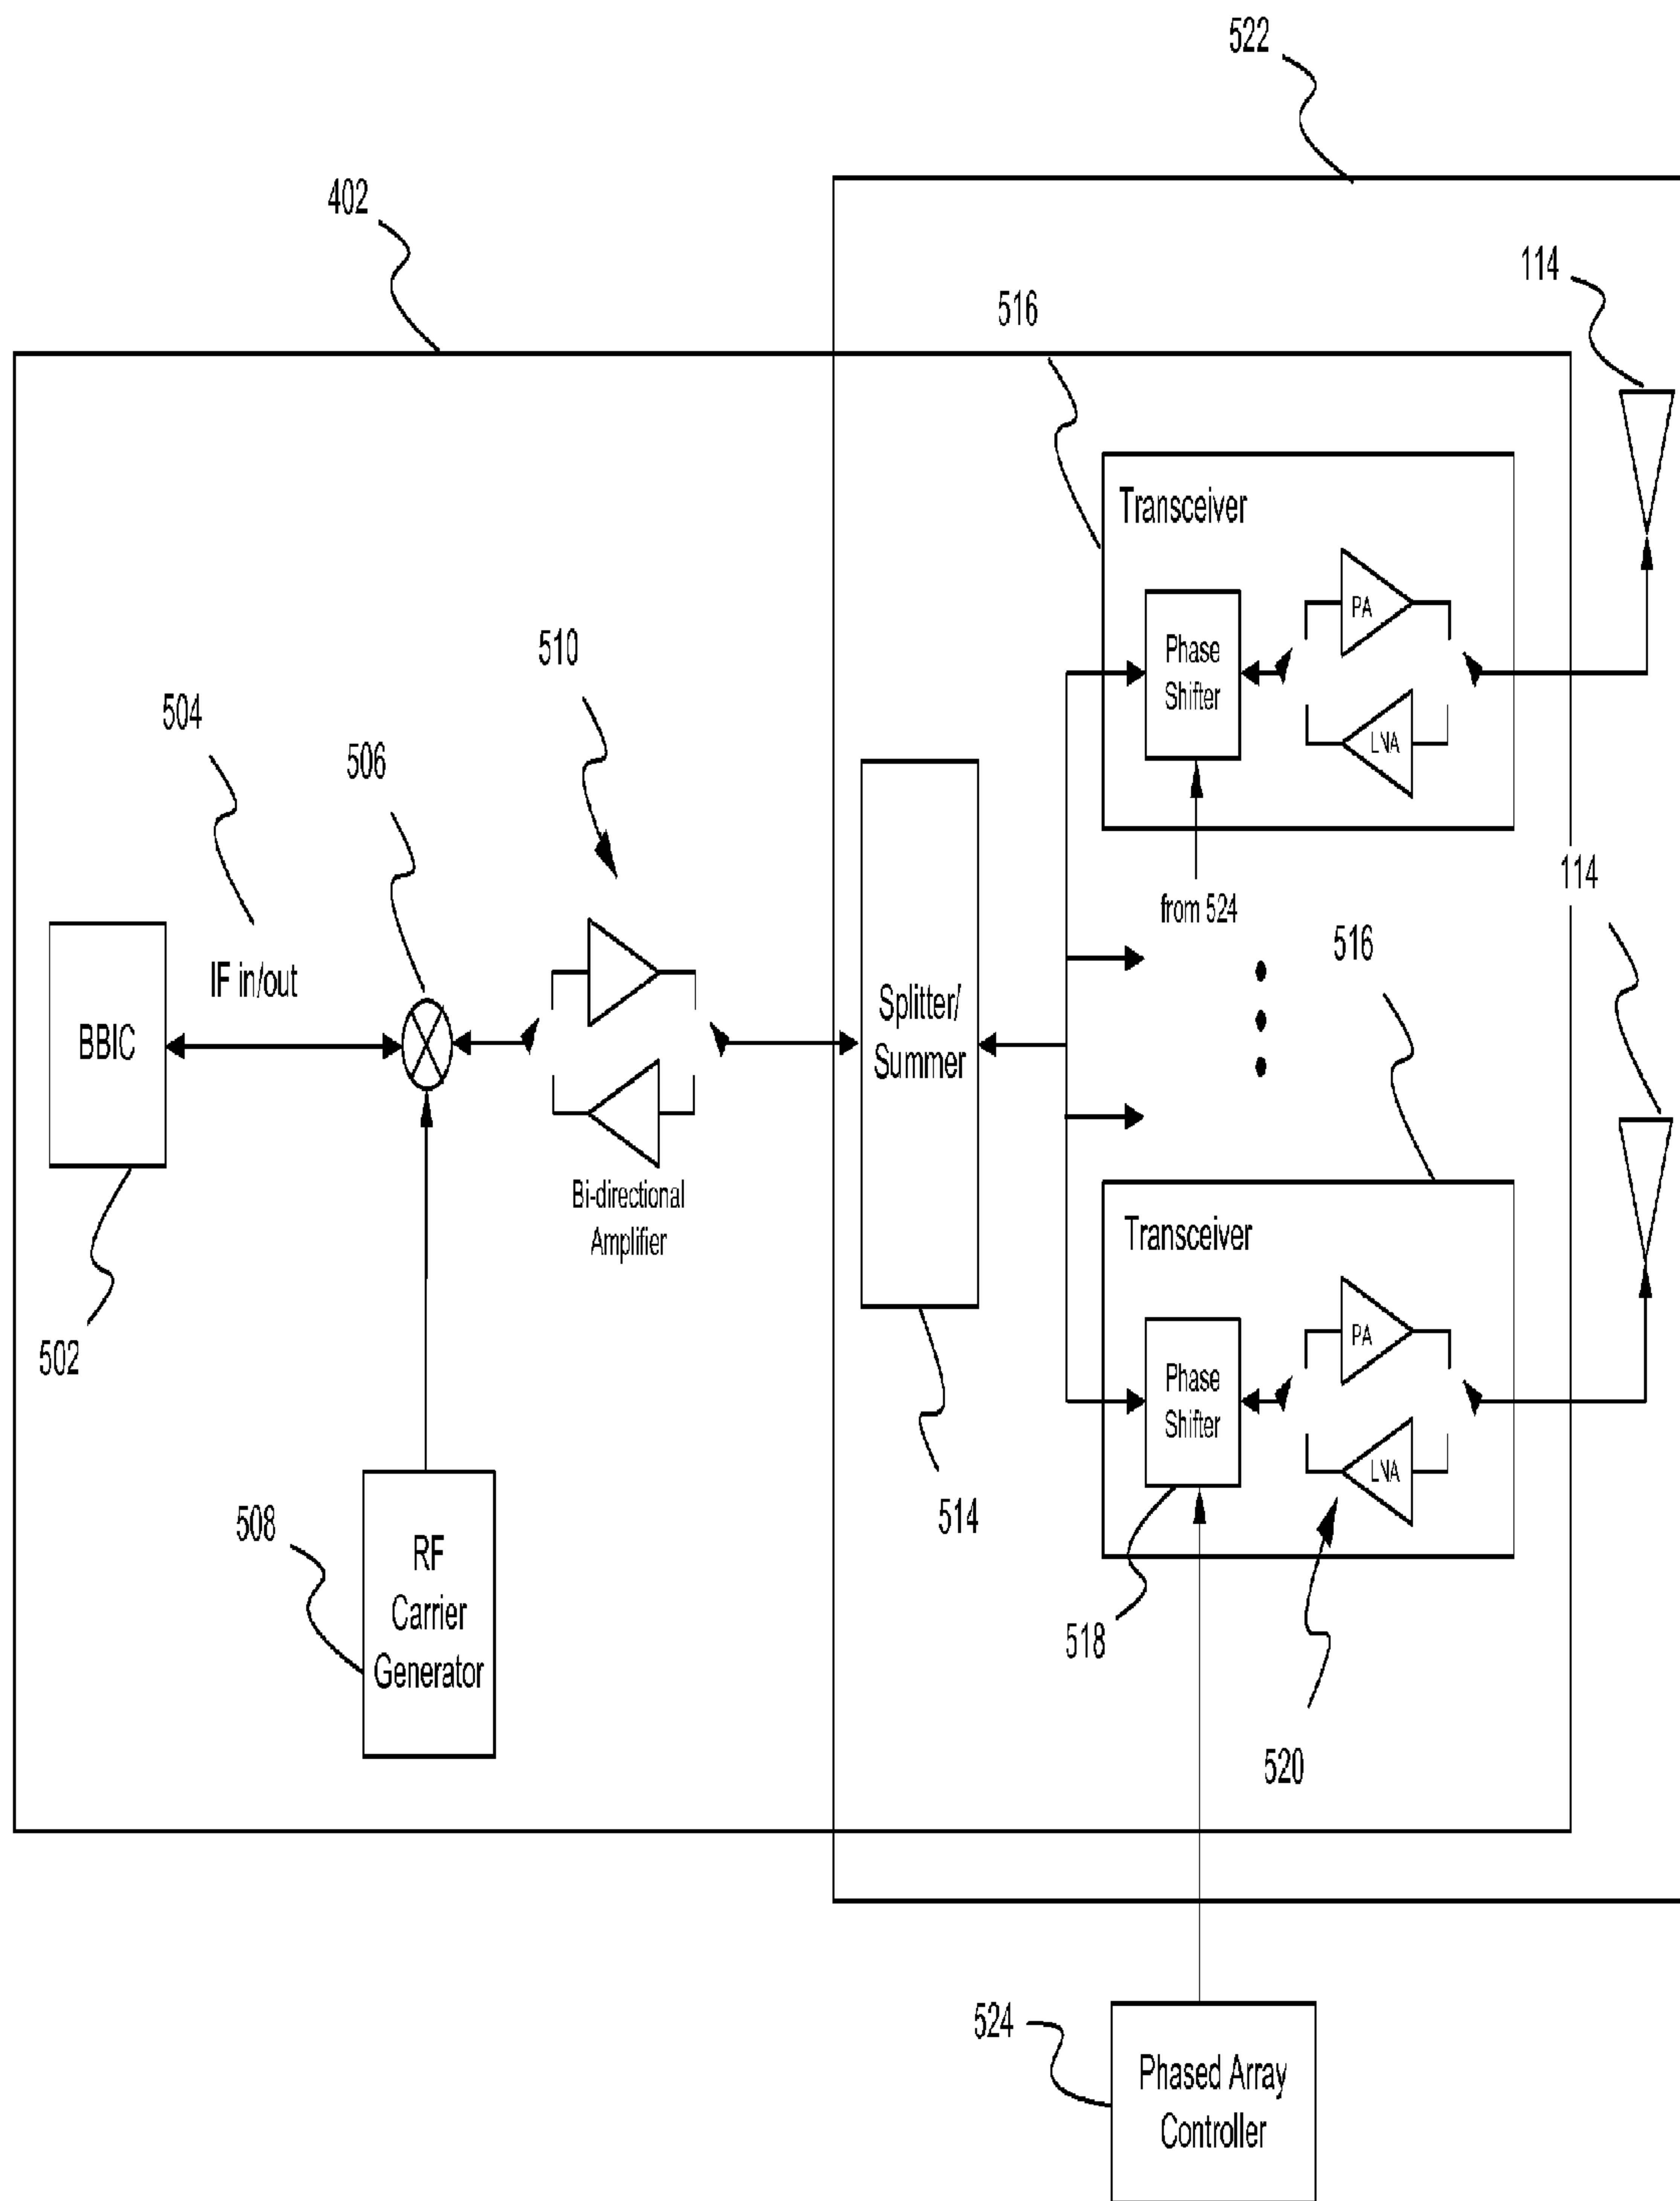 522
402
114
516
Transceiver
PA
Phase
Shifter
LNA
510
504
506
from 524
114
516
IF in/out
BBIC
Splitter/
Summer
Bi-directional
Amplifier
Transceiver
502
PA
Phase
Shifter
LNA
514
508
RF
Carrier
Generator
518
520
524
Phased Array
Controller